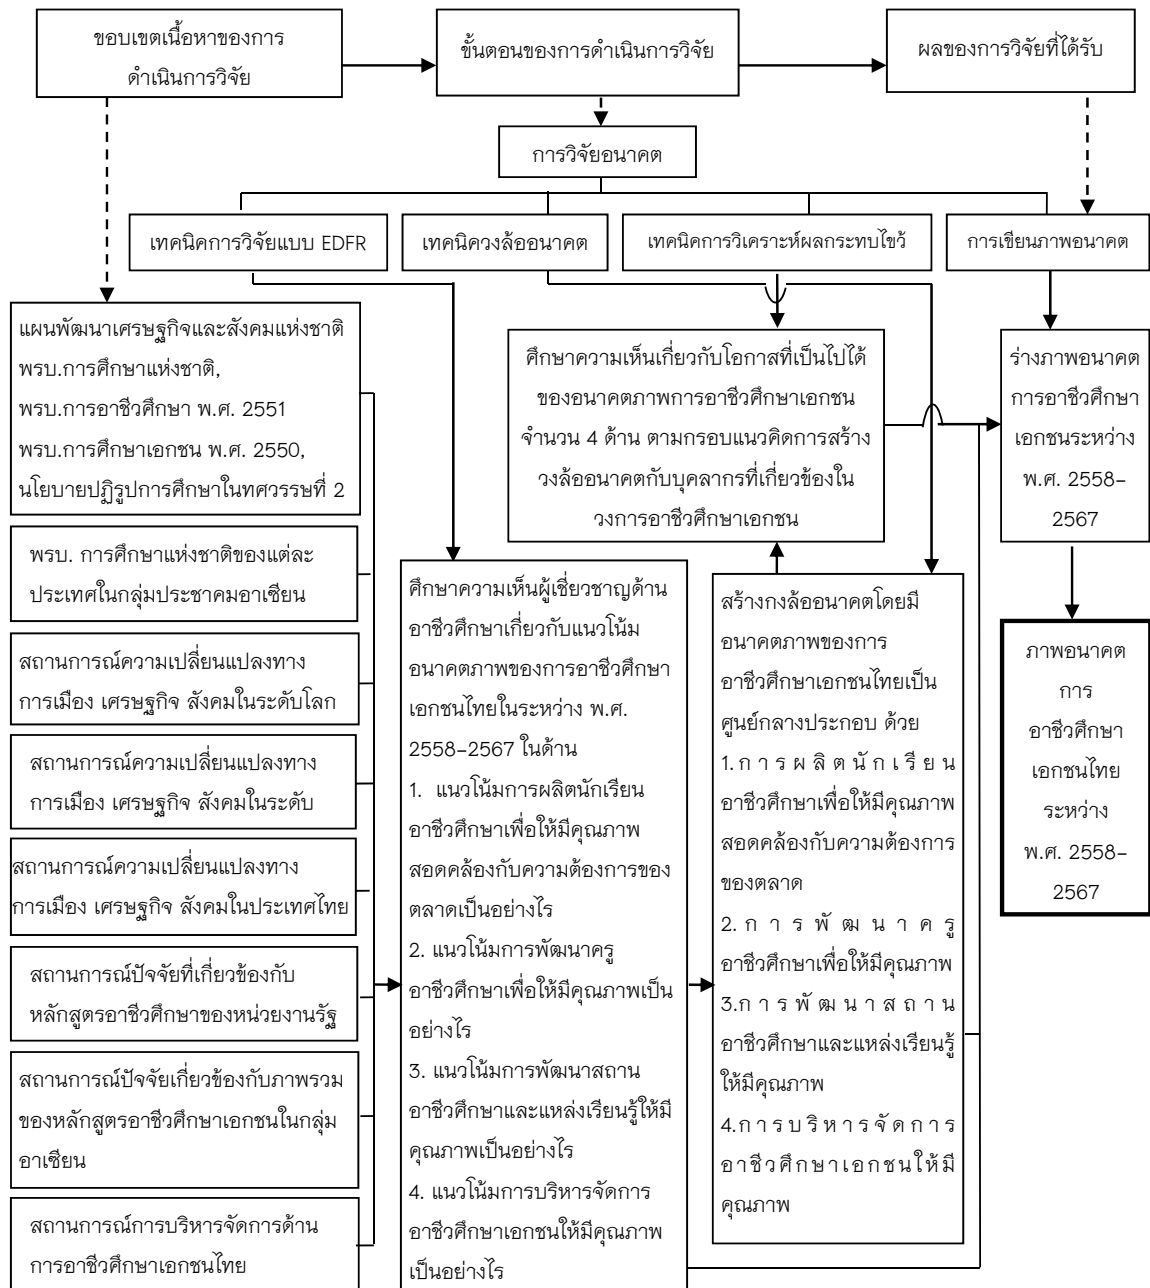 ขอบเขตเนื้อหาของการ
ดำเนินการวิจัย
ขั้นตอนของการดำเนินการวิจัย
ผลของการวิจัยที่ได้รับ
การวิจัยอนาคต
เทคนิคการวิจัยแบบ EDFR
เทคนิควงล้ออนาคต
เทคนิคการวิเคราะห์ผลกระทบไขว้
การเขียนภาพอนาคต
แผนพัฒนาเศรษฐกิจและสังคมแห่งชาติ
พรบ.การศึกษาแห่งชาติ,
พรบ.การอาชีวศึกษา พ.ศ. 2551
พรบ.การศึกษาเอกชน พ.ศ. 2550,
นโยบายปฏิรูปการศึกษาในทศวรรษที่ 2
พรบ. การศึกษาแห่งชาติของแต่ละ
ประเทศในกลุ่มประชาคมอาเซียน
สถานการณ์ความเปลี่ยนแปลงทาง
การเมือง เศรษฐกิจ สังคมในระดับโลก
สถานการณ์ความเปลี่ยนแปลงทาง
การเมือง เศรษฐกิจ สังคมในระดับ
สถานการณ์ความเปลี่ยนแปลงทาง
การเมือง เศรษฐกิจ สังคมในประเทศไทย
สถานการณ์ปัจจัยที่เกี่ยวข้องกับ
หลักสูตรอาชีวศึกษาของหน่วยงานรัฐ
สถานการณ์ปัจจัยเกี่ยวข้องกับภาพรวม
ของหลักสูตรอาชีวศึกษาเอกชนในกลุ่ม
อาเซียน
สถานการณ์การบริหารจัดการด้าน
การอาชีวศึกษาเอกชนไทย
ศึกษาความเห็นผู้เชี่ยวชาญด้าน
อาชีวศึกษาเกี่ยวกับแนวโน้ม
อนาคตภาพของการอาชีวศึกษา
เอกชนไทยในระหว่าง พ.ศ.
2558-2567 ในด้าน
1. แนวโน้มการผลิตนักเรียน
อาชีวศึกษาเพื่อให้มีคุณภาพ
สอดคล้องกับความต้องการของ
ตลาดเป็นอย่างไร
2. แนวโน้มการพัฒนาครู
อาชีวศึกษาเพื่อให้มีคุณภาพเป็น
อย่างไร
3. แนวโน้มการพัฒนาสถาน
อาชีวศึกษาและแหล่งเรียนรู้ให้มี
คุณภาพเป็นอย่างไร
4. แนวโน้มการบริหารจัดการ
อาชีวศึกษาเอกชนให้มีคุณภาพ
เป็นอย่างไร
ศึกษาความเห็นเกี่ยวกับโอกาสที่เป็นไปได้
ของอนาคตภาพการอาชีวศึกษาเอกชน
จำนวน 4 ด้าน ตามกรอบแนวคิดการสร้าง
วงล้ออนาคตกับบุคลากรที่เกี่ยวข้องใน
วงการอาชีวศึกษาเอกชน
สร้างกงล้ออนาคตโดยมี
อนาคตภาพของการ
อาชีวศึกษาเอกชนไทยเป็น
ศูนย์กลางประกอบ ด้วย
1.การผลิตนักเรียน
อาชีวศึกษาเพื่อให้มีคุณภาพ
สอดคล้องกับความต้องการ
ของตลาด
2.การพัฒนาครู
อาชีวศึกษาเพื่อให้มีคุณภาพ
3.การพัฒนาสถาน
อาชีวศึกษาและแหล่งเรียนรู้
ให้มีคุณภาพ
4.การบริหารจัดการ
อาชีวศึกษาเอกชนให้มี
คุณภาพ
ร่างภาพอนาคต
การอาชีวศึกษา
เอกชนระหว่าง
พ.ศ. 2558-
2567
ภาพอนาคต
การ
อาชีวศึกษา
เอกชนไทย
ระหว่าง
พ.ศ. 2558-
2567